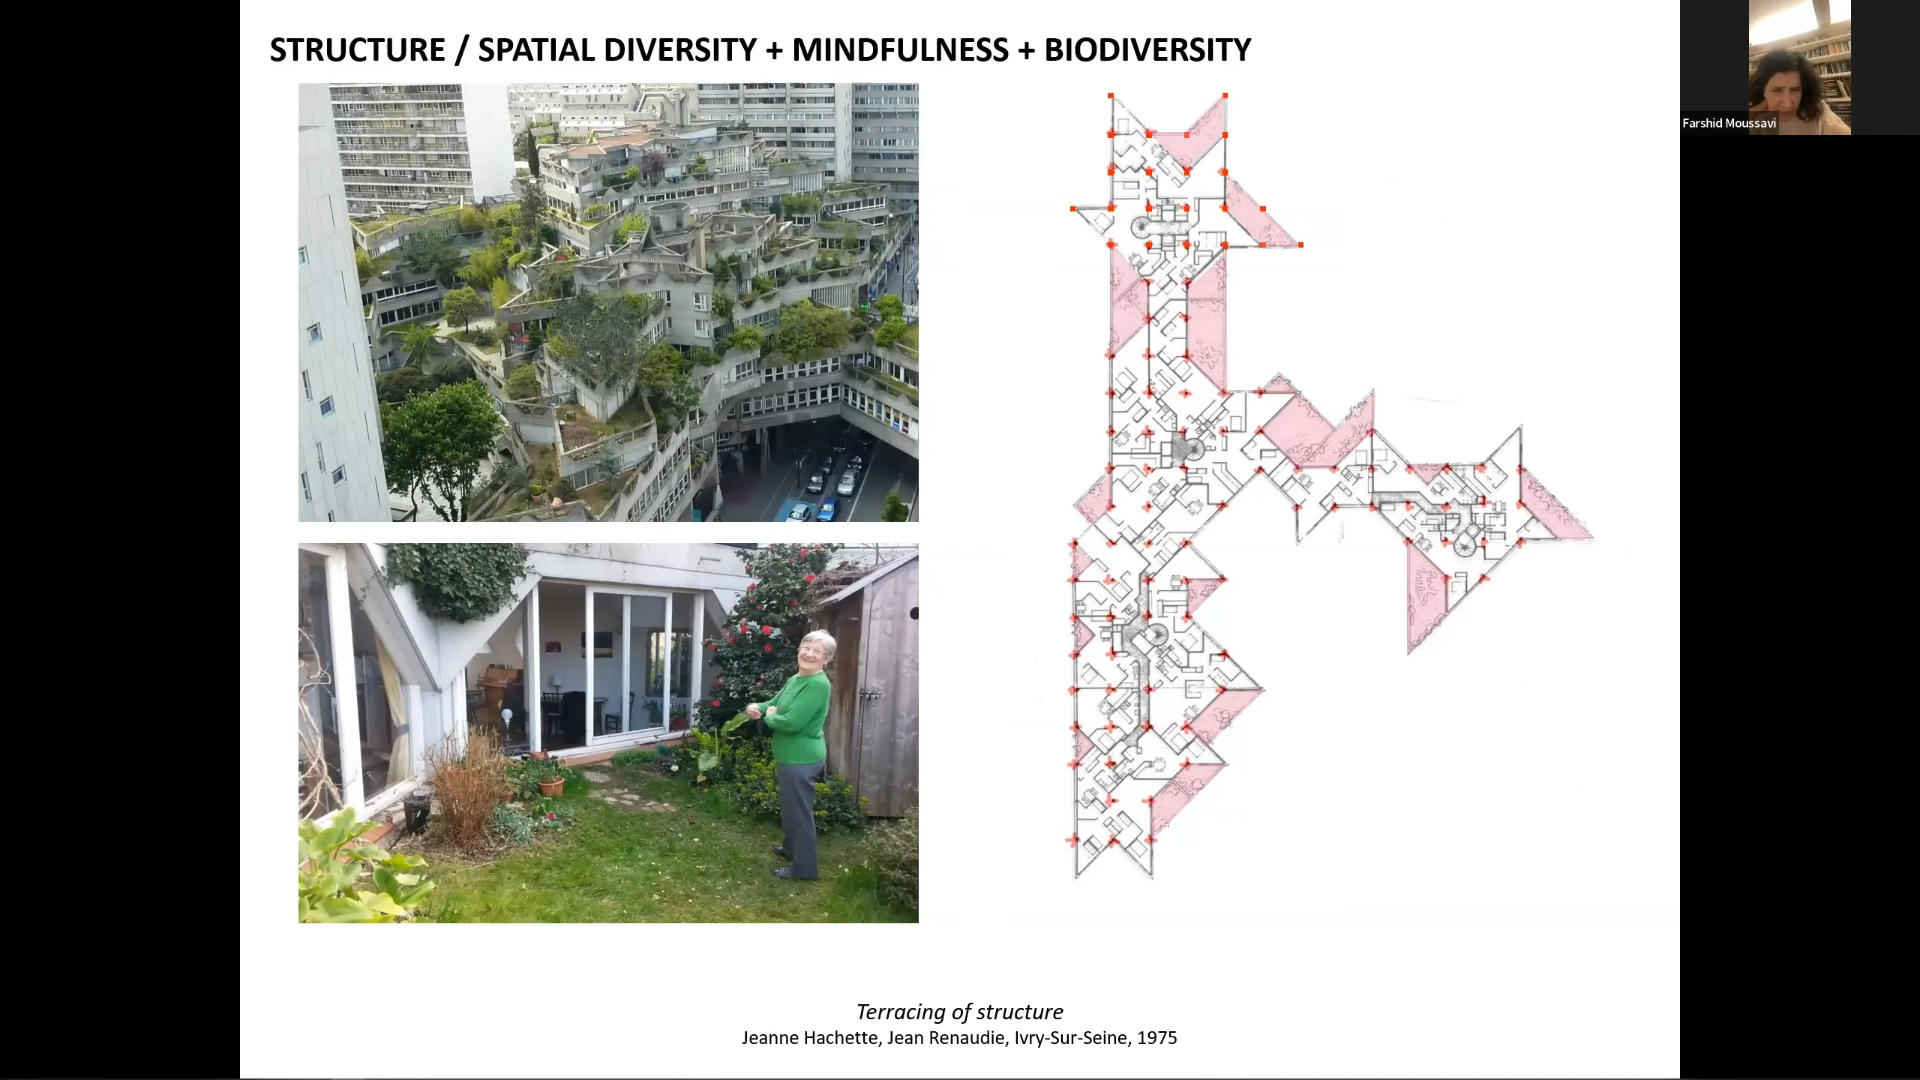 STRUCTURE / SPATIAL DIVERSITY + MINDFULNESS + BIODIVERSITY
Farshid Moussavi
Terracing of structure
Jeanne Hachette, Jean Renaudie, Ivry-Sur-Seine, 1975